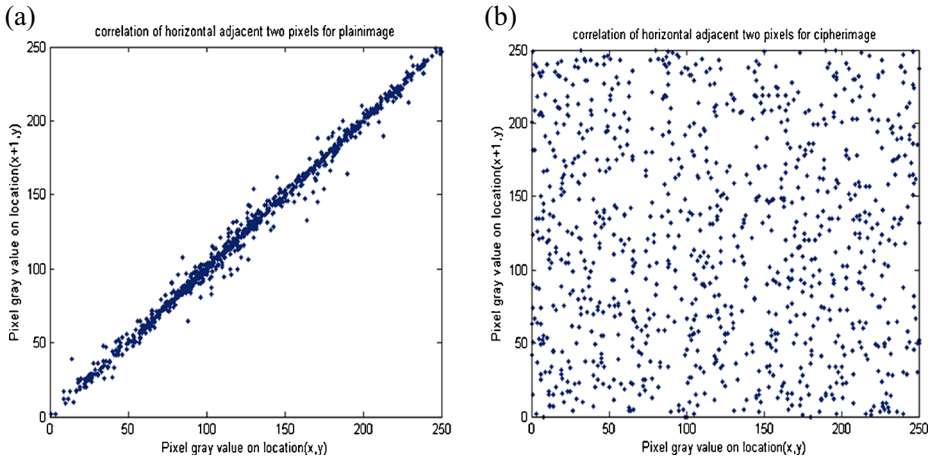 (a)
correlation of horizontal adjacent two pixels for plainimage
250
200
150
100
50
0
0 50 100 150 200 250
Pixel gray value on location(x+1,y)
Pixel gray value on location(x,y)
(b)
correlation of horizontal adjacent two pixels for cipherimage
250
200
150
100
50
0
0 50 100 150 200 250
Pixel gray value on location(x+1,y)
Pixel gray value on location(x,y)